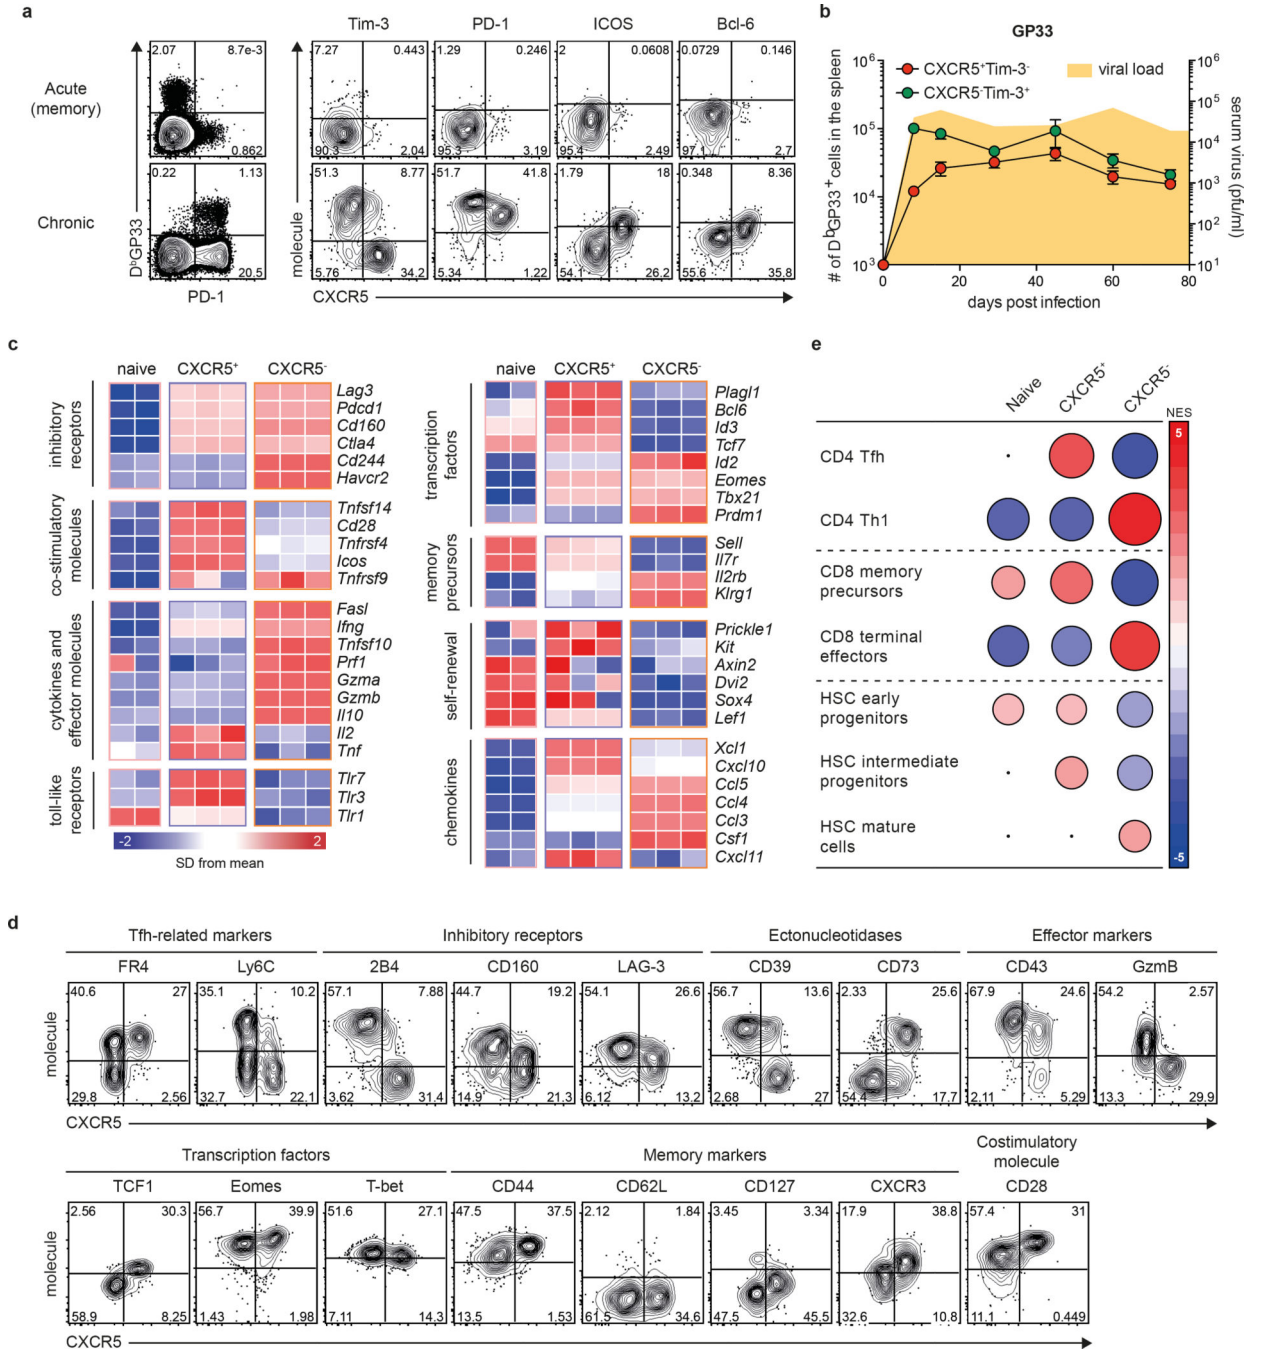 a
Tim-3 PD-1 ICOS Bcl-6
Acute
(memory)
2.07 8.7e-3
0.862
7.27 0.443
90.3 2.04
1.29 0.246
95.3 3.19
2 0.0608
95.4 2.49
0.0729 0.146
97.1 2.7
Chronic
0.22 1.13
20.5
51.3 8.77
5.76 34.2
51.7 41.8
5.34 1.22
1.79 18
54.1 26.2
0.348 8.36
55.6 35.8
DᵇGP33
molecule
PD-1
CXCR5
b
GP33
CXCR5⁺Tim-3⁻
CXCR5⁻Tim-3⁺
viral load
# of DᵇGP33⁺ cells in the spleen
10⁶
10⁵
10⁴
10³
serum virus (pfu/ml)
10⁶
10⁵
10⁴
10³
10²
10¹
0 20 40 60 80
days post infection
c
naive CXCR5⁺ CXCR5⁻
inhibitory
receptors
Lag3
Pdcd1
Cd160
Ctla4
Cd244
Havcr2
co-stimulatory
molecules
Tnfsf14
Cd28
Tnfrsf4
Icos
Tnfrsf9
cytokines and
effector molecules
Fasl
Ifng
Tnfsf10
Prf1
Gzma
Gzmb
Il10
Il2
Tnf
toll-like
receptors
Tlr7
Tlr3
Tlr1
-2 2
SD from mean
naive CXCR5⁺ CXCR5⁻
transcription
factors
Plagl1
Bcl6
Id3
Tcf7
Id2
Eomes
Tbx21
Prdm1
memory
precursors
Sell
Il7r
Il2rb
Klrg1
self-renewal
Prickle1
Kit
Axin2
Dvl2
Sox4
Lef1
chemokines
Xcl1
Cxcl10
Ccl5
Ccl4
Ccl3
Csf1
Cxcl11
e
Naive CXCR5⁺ CXCR5⁻
NES
5
-5
CD4 Tfh
CD4 Th1
CD8 memory
precursors
CD8 terminal
effectors
HSC early
progenitors
HSC intermediate
progenitors
HSC mature
cells
d
Tfh-related markers Inhibitory receptors Ectonucleotidases Effector markers
FR4 Ly6C 2B4 CD160 LAG-3 CD39 CD73 CD43 GzmB
40.6 27
29.8 2.56
35.1 10.2
32.7 22.1
57.1 7.88
3.62 31.4
44.7 19.2
14.9 21.3
54.1 26.6
6.12 13.2
56.7 13.6
2.68 27
2.33 25.6
54.4 17.7
67.9 24.6
2.11 5.29
54.2 2.57
13.3 29.9
molecule
CXCR5
Transcription factors Memory markers Costimulatory
molecule
TCF1 Eomes T-bet CD44 CD62L CD127 CXCR3 CD28
2.56 30.3
58.9 8.25
56.7 39.9
1.43 1.98
51.6 27.1
7.11 14.3
47.5 37.5
13.5 1.53
2.12 1.84
61.5 34.6
3.45 3.34
47.5 45.5
17.9 38.8
32.6 10.8
57.4 31
11.1 0.449
molecule
CXCR5